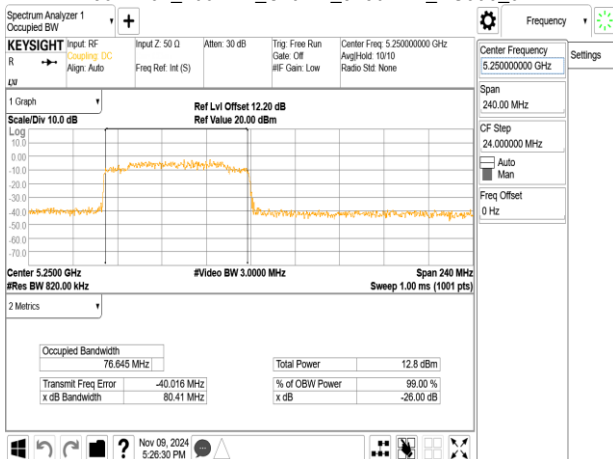 Spectrum Analyzer 1
Occupied BW
+
Frequency
KEYSIGHT
R
LXI
Input: RF
Coupling: DC
Align: Auto
Input Z: 50 Ω
Freq Ref: Int (S)
Atten: 30 dB
Trig: Free Run
Gate: Off
#IF Gain: Low
Center Freq: 5.250000000 GHz
Avg|Hold: 10/10
Radio Std: None
Center Frequency
5.250000000 GHz
Settings
Span
240.00 MHz
CF Step
24.000000 MHz
Auto
Man
Freq Offset
0 Hz
1 Graph
Scale/Div 10.0 dB
Ref Lvl Offset 12.20 dB
Ref Value 20.00 dBm
Log
10.0
0.00
-10.0
-20.0
-30.0
-40.0
-50.0
-60.0
-70.0
Center 5.2500 GHz
#Video BW 3.0000 MHz
Span 240 MHz
#Res BW 820.00 kHz
Sweep 1.00 ms (1001 pts)
2 Metrics
Occupied Bandwidth
76.645 MHz
Total Power 12.8 dBm
Transmit Freq Error -40.016 MHz
% of OBW Power 99.00 %
x dB Bandwidth 80.41 MHz
x dB -26.00 dB
?
Nov 09, 2024
5:26:30 PM